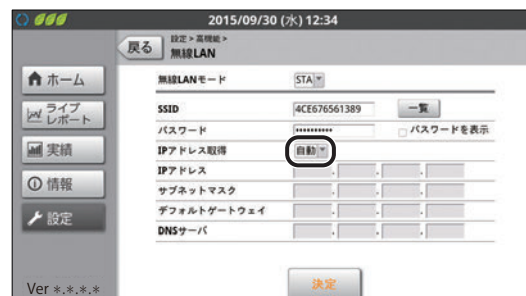 2015/09/30 (水) 12:34
戻る
設定 > 高機能 >
無線LAN
ホーム
ライブ
レポート
実績
情報
設定
Ver *.*.*.*
無線LANモード STA
SSID 4CE676561389 一覧
パスワード ********** パスワードを表示
IPアドレス取得 自動
IPアドレス . . .
サブネットマスク . . .
デフォルトゲートウェイ . . .
DNSサーバ . . .
決定